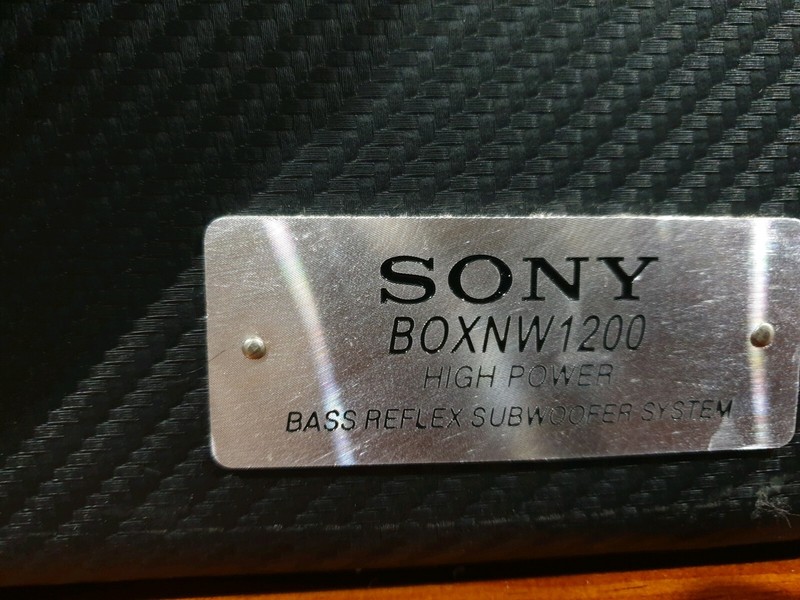 SONY
BOXNW1200
HIGH POWER
BASS REFLEX SUBWOOFER SYSTEM